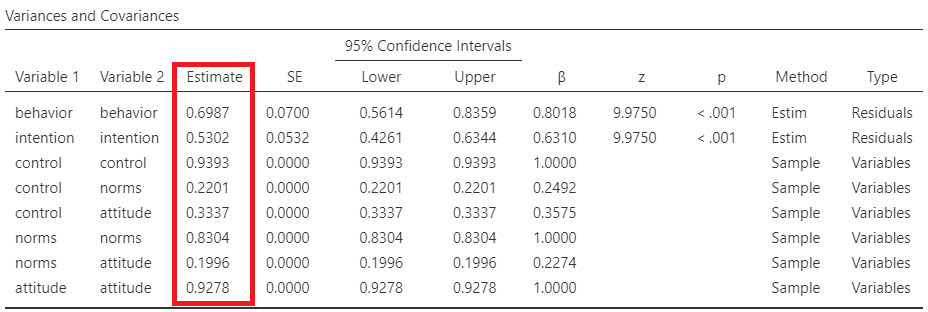 Variances and Covariances
95% Confidence Intervals
Variable 1 Variable 2 Estimate SE Lower Upper β z p Method Type
behavior behavior 0.6987 0.0700 0.5614 0.8359 0.8018 9.9750 < .001 Estim Residuals
intention intention 0.5302 0.0532 0.4261 0.6344 0.6310 9.9750 < .001 Estim Residuals
control control 0.9393 0.0000 0.9393 0.9393 1.0000 Sample Variables
control norms 0.2201 0.0000 0.2201 0.2201 0.2492 Sample Variables
control attitude 0.3337 0.0000 0.3337 0.3337 0.3575 Sample Variables
norms norms 0.8304 0.0000 0.8304 0.8304 1.0000 Sample Variables
norms attitude 0.1996 0.0000 0.1996 0.1996 0.2274 Sample Variables
attitude attitude 0.9278 0.0000 0.9278 0.9278 1.0000 Sample Variables